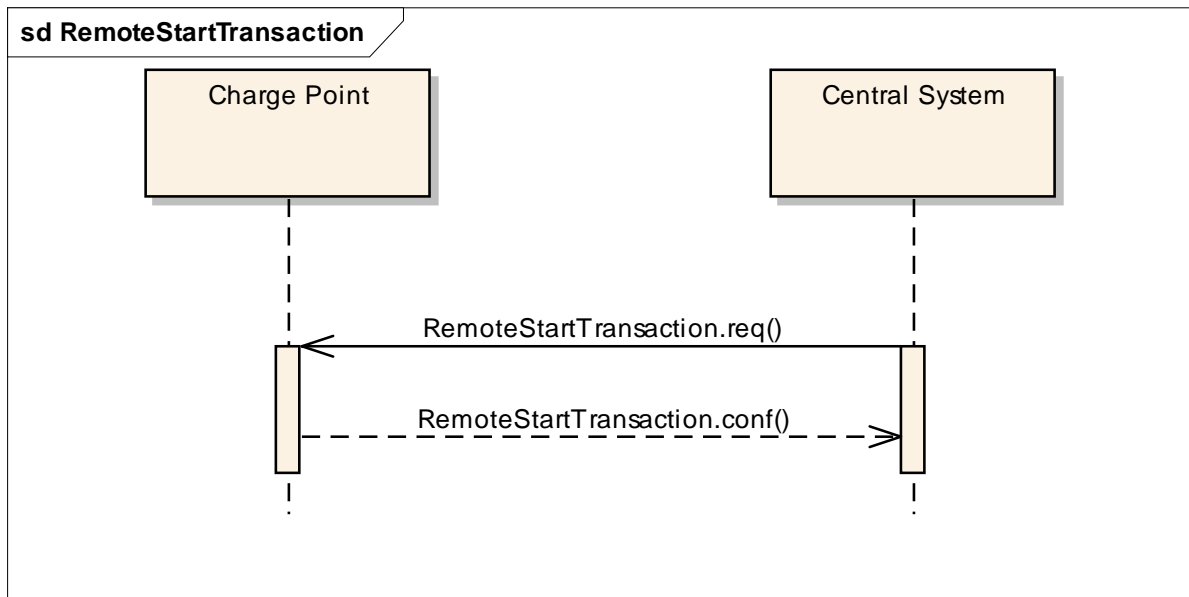 sd RemoteStartTransaction
Charge Point
Central System
RemoteStartTransaction.req()
RemoteStartTransaction.conf()